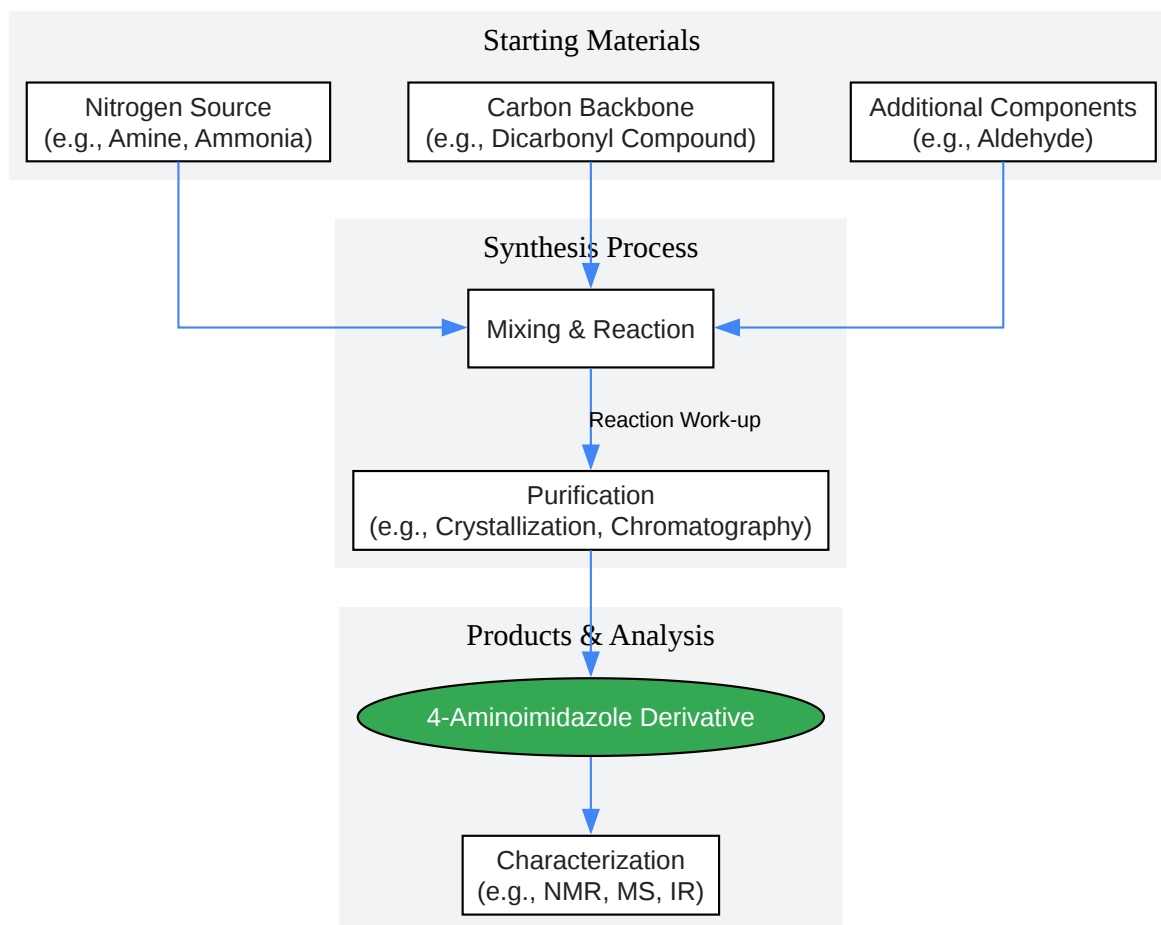 Starting Materials
Nitrogen Source
(e.g., Amine, Ammonia)
Carbon Backbone
(e.g., Dicarbonyl Compound)
Additional Components
(e.g., Aldehyde)
Synthesis Process
Mixing & Reaction
Reaction Work-up
Purification
(e.g., Crystallization, Chromatography)
Products & Analysis
4-Aminoimidazole Derivative
Characterization
(e.g., NMR, MS, IR)